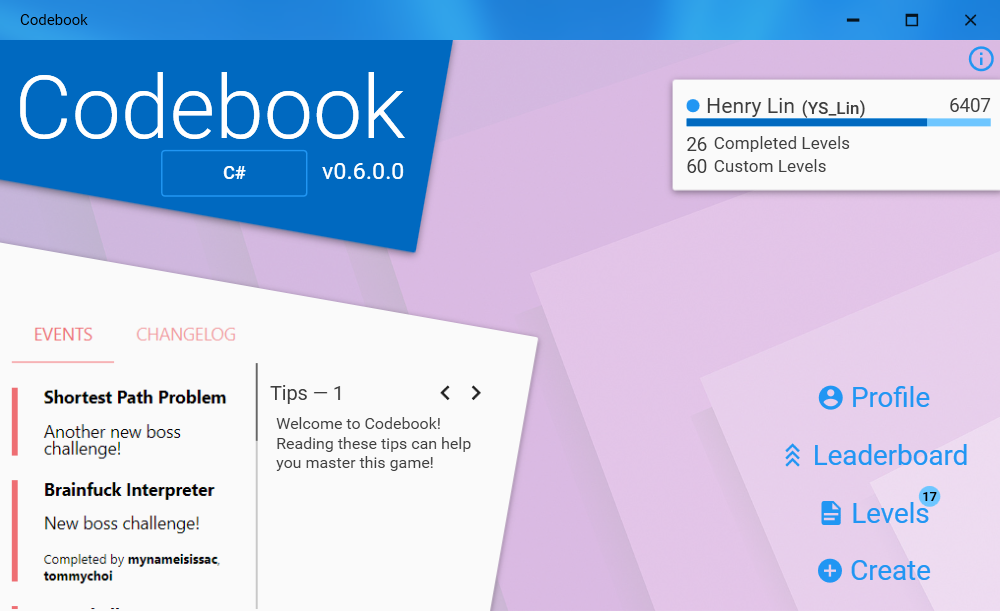 Codebook
Codebook
C#
v0.6.0.0
Henry Lin (YS_Lin)
6407
26 Completed Levels
60 Custom Levels
EVENTS
CHANGELOG
Shortest Path Problem
Another new boss
challenge!
Brainfuck Interpreter
New boss challenge!
Completed by mynameisissac,
tommychoi
Tips — 1
Welcome to Codebook!
Reading these tips can help
you master this game!
Profile
Leaderboard
Levels
17
Create